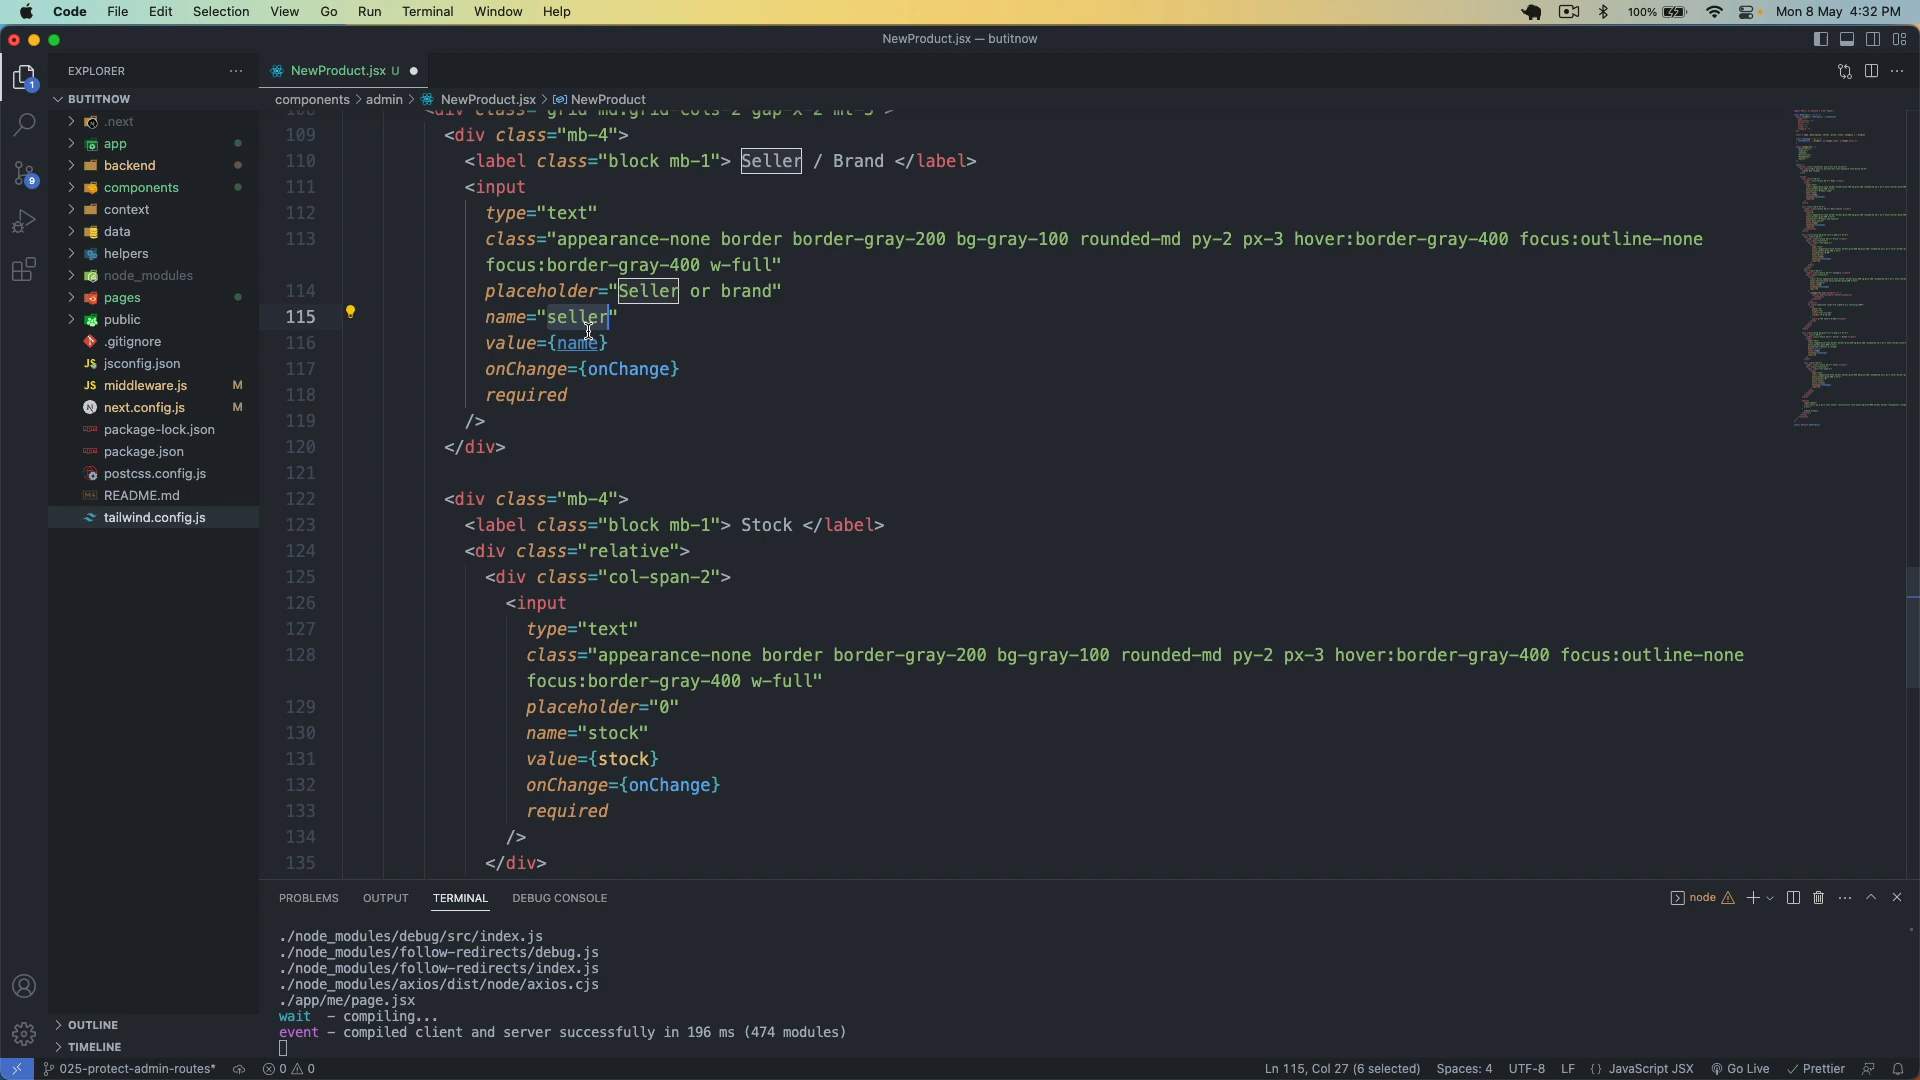 Code File Edit Selection View Go Run Terminal Window Help 100% Mon 8 May 4:32 PM
NewProduct.jsx — butitnow
EXPLORER
NewProduct.jsx U
BUTITNOW
components > admin > NewProduct.jsx > NewProduct
.next
app
backend
components
context
data
helpers
node_modules
pages
public
.gitignore
jsconfig.json
middleware.js M
next.config.js M
package-lock.json
package.json
postcss.config.js
README.md
tailwind.config.js
OUTLINE
TIMELINE
108 <div class="grid md:grid-cols-2 gap-x-2 mt-5">
109 <div class="mb-4">
110 <label class="block mb-1"> Seller / Brand </label>
111 <input
112 type="text"
113 class="appearance-none border border-gray-200 bg-gray-100 rounded-md py-2 px-3 hover:border-gray-400 focus:outline-none
focus:border-gray-400 w-full"
114 placeholder="Seller or brand"
115 name="seller"
116 value={name}
117 onChange={onChange}
118 required
119 />
120 </div>
121
122 <div class="mb-4">
123 <label class="block mb-1"> Stock </label>
124 <div class="relative">
125 <div class="col-span-2">
126 <input
127 type="text"
128 class="appearance-none border border-gray-200 bg-gray-100 rounded-md py-2 px-3 hover:border-gray-400 focus:outline-none
focus:border-gray-400 w-full"
129 placeholder="0"
130 name="stock"
131 value={stock}
132 onChange={onChange}
133 required
134 />
135 </div>
PROBLEMS OUTPUT TERMINAL DEBUG CONSOLE node
./node_modules/debug/src/index.js
./node_modules/follow-redirects/debug.js
./node_modules/follow-redirects/index.js
./node_modules/axios/dist/node/axios.cjs
./app/me/page.jsx
wait - compiling...
event - compiled client and server successfully in 196 ms (474 modules)
025-protect-admin-routes* 0 0 Ln 115, Col 27 (6 selected) Spaces: 4 UTF-8 LF {} JavaScript JSX Go Live Prettier